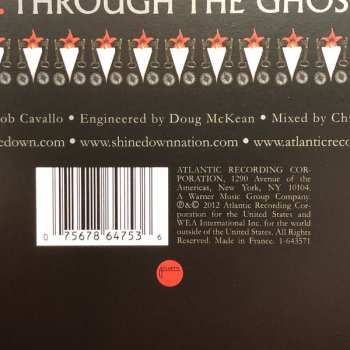 THROUGH THE GHOS
ob Cavallo • Engineered by Doug McKean • Mixed by Ch
edown.com • www.shinedownnation.com • www.atlanticreco
ATLANTIC RECORDING COR-
PORATION, 1290 Avenue of the
Americas, New York, NY 10104.
A Warner Music Group Company.
℗&© 2012 Atlantic Recording Cor-
poration for the United States and
WEA International Inc. for the world
outside of the United States. All Rights
Reserved. Made in France. 1-643571
0 75678 64753 6